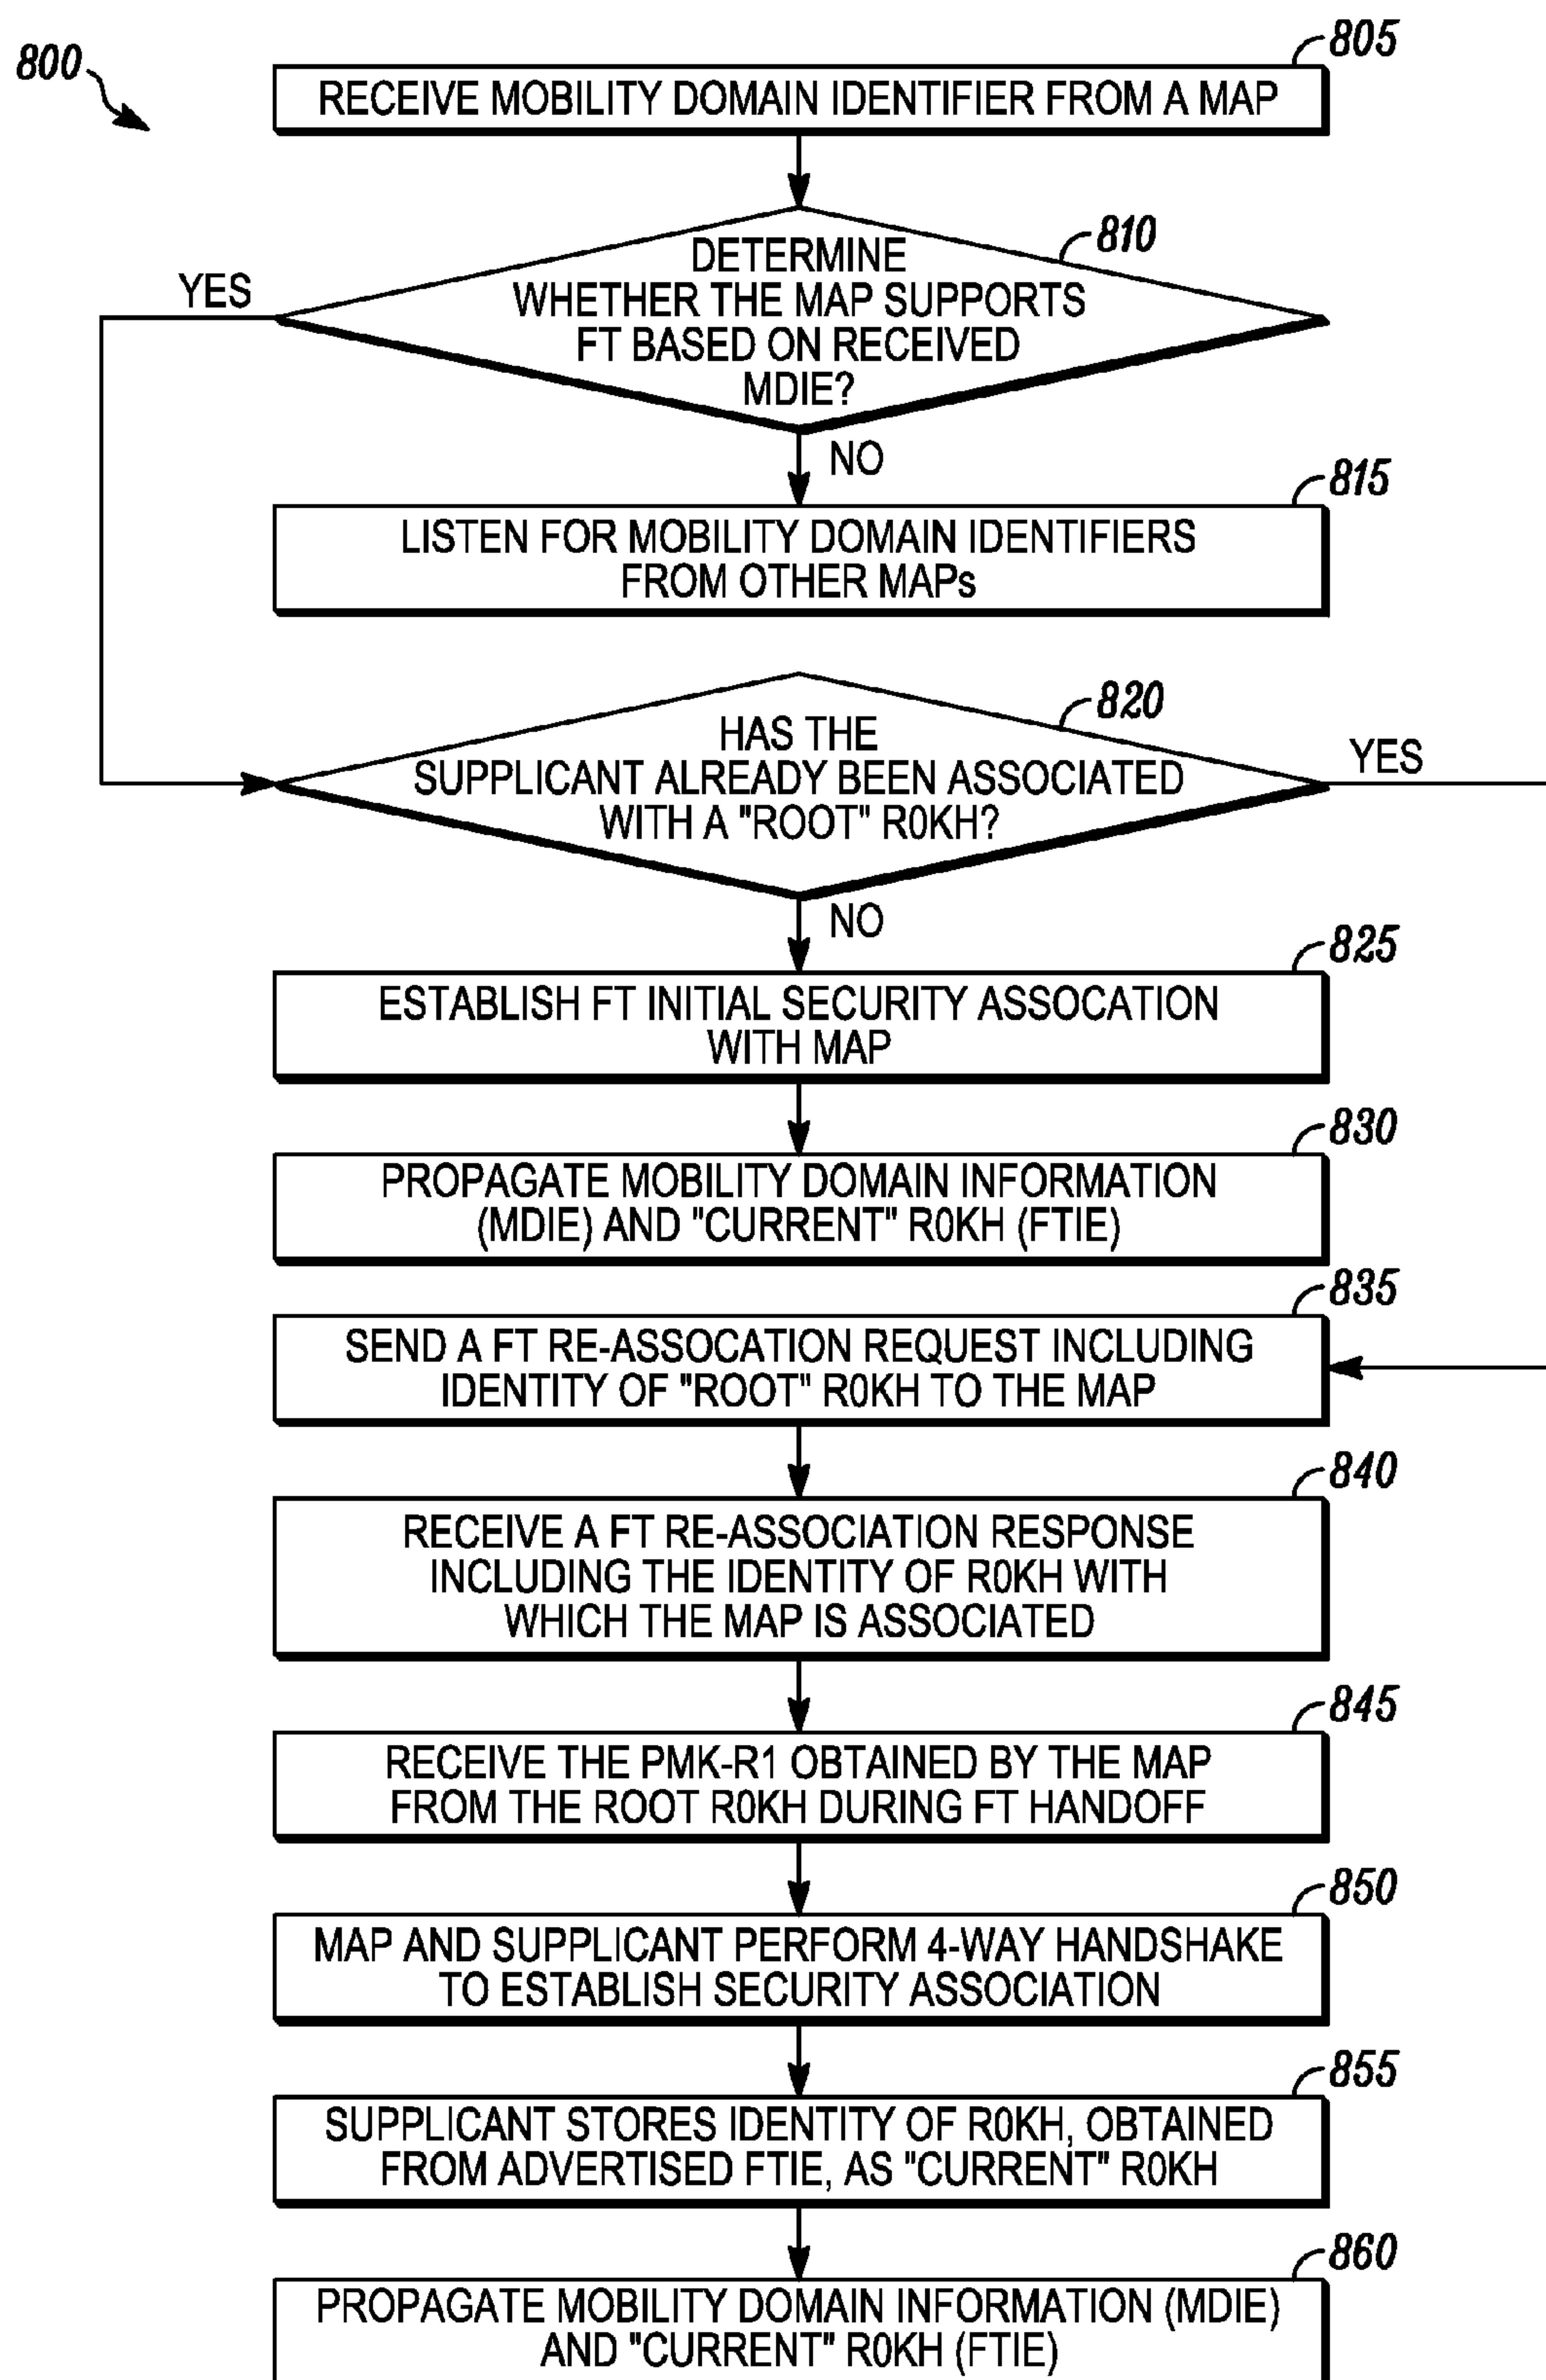 800
805
RECEIVE MOBILITY DOMAIN IDENTIFIER FROM A MAP
810
DETERMINE
WHETHER THE MAP SUPPORTS
FT BASED ON RECEIVED
MDIE?
YES
NO
815
LISTEN FOR MOBILITY DOMAIN IDENTIFIERS
FROM OTHER MAPs
820
HAS THE
SUPPLICANT ALREADY BEEN ASSOCIATED
WITH A "ROOT" R0KH?
YES
NO
825
ESTABLISH FT INITIAL SECURITY ASSOCATION
WITH MAP
830
PROPAGATE MOBILITY DOMAIN INFORMATION
(MDIE) AND "CURRENT" R0KH (FTIE)
835
SEND A FT RE-ASSOCATION REQUEST INCLUDING
IDENTITY OF "ROOT" R0KH TO THE MAP
840
RECEIVE A FT RE-ASSOCIATION RESPONSE
INCLUDING THE IDENTITY OF R0KH WITH
WHICH THE MAP IS ASSOCIATED
845
RECEIVE THE PMK-R1 OBTAINED BY THE MAP
FROM THE ROOT R0KH DURING FT HANDOFF
850
MAP AND SUPPLICANT PERFORM 4-WAY HANDSHAKE
TO ESTABLISH SECURITY ASSOCIATION
855
SUPPLICANT STORES IDENTITY OF R0KH, OBTAINED
FROM ADVERTISED FTIE, AS "CURRENT" R0KH
860
PROPAGATE MOBILITY DOMAIN INFORMATION (MDIE)
AND "CURRENT" R0KH (FTIE)